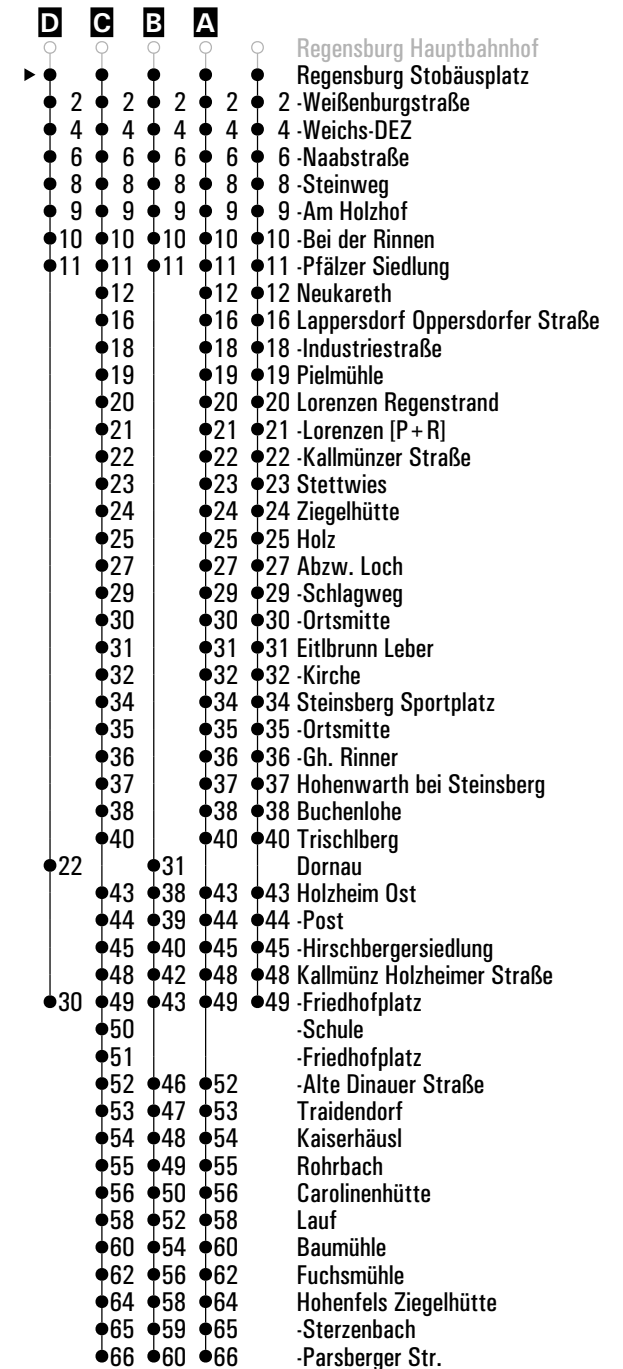 D C B A
Regensburg Hauptbahnhof
Regensburg Stobäusplatz
2 2 2 2 2 -Weißenburgstraße
4 4 4 4 4 -Weichs-DEZ
6 6 6 6 6 -Naabstraße
8 8 8 8 8 -Steinweg
9 9 9 9 9 -Am Holzhof
10 10 10 10 10 -Bei der Rinnen
11 11 11 11 11 -Pfälzer Siedlung
12 12 12 Neukareth
16 16 16 Lappersdorf Oppersdorfer Straße
18 18 18 -Industriestraße
19 19 19 Pielmühle
20 20 20 Lorenzen Regenstrand
21 21 21 -Lorenzen [P+R]
22 22 22 -Kallmünzer Straße
23 23 23 Stettwies
24 24 24 Ziegelhütte
25 25 25 Holz
27 27 27 Abzw. Loch
29 29 29 -Schlagweg
30 30 30 -Ortsmitte
31 31 31 Eitlbrunn Leber
32 32 32 -Kirche
34 34 34 Steinsberg Sportplatz
35 35 35 -Ortsmitte
36 36 36 -Gh. Rinner
37 37 37 Hohenwarth bei Steinsberg
38 38 38 Buchenlohe
40 40 40 Trischlberg
22 31 Dornau
43 38 43 43 Holzheim Ost
44 39 44 44 -Post
45 40 45 45 -Hirschbergersiedlung
48 42 48 48 Kallmünz Holzheimer Straße
30 49 43 49 49 -Friedhofplatz
50 -Schule
51 -Friedhofplatz
52 46 52 -Alte Dinauer Straße
53 47 53 Traidendorf
54 48 54 Kaiserhäusl
55 49 55 Rohrbach
56 50 56 Carolinenhütte
58 52 58 Lauf
60 54 60 Baumühle
62 56 62 Fuchsmühle
64 58 64 Hohenfels Ziegelhütte
65 59 65 -Sterzenbach
66 60 66 -Parsberger Str.